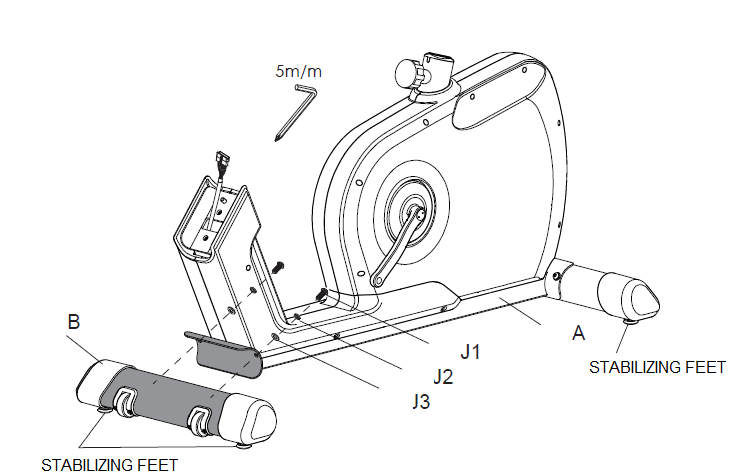 5m/m
B
A
J1
STABILIZING FEET
J2
J3
STABILIZING FEET